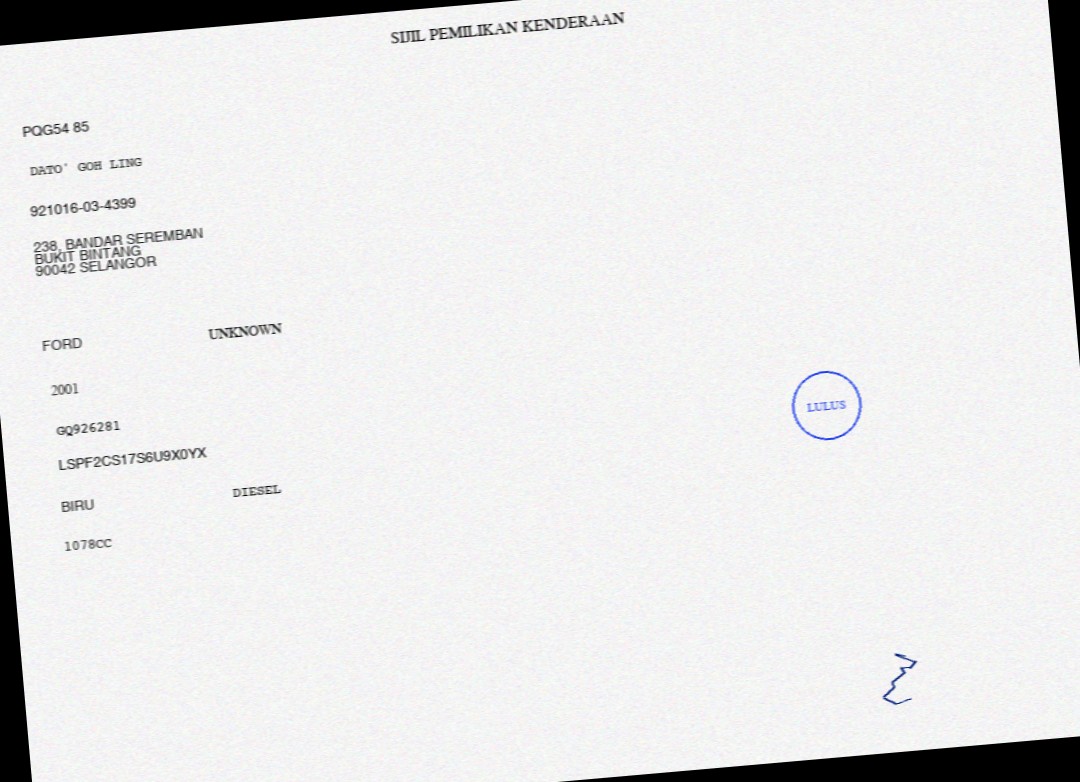 SIJIL PEMILIKAN KENDERAAN
PQG54 85
DATO' GOH LING
921016-03-4399
238, BANDAR SEREMBAN
BUKIT BINTANG
90042 SELANGOR
FORD UNKNOWN
2001
GQ926281
LSPF2CS17S6U9X0YX
BIRU DIESEL
1078CC
LULUS